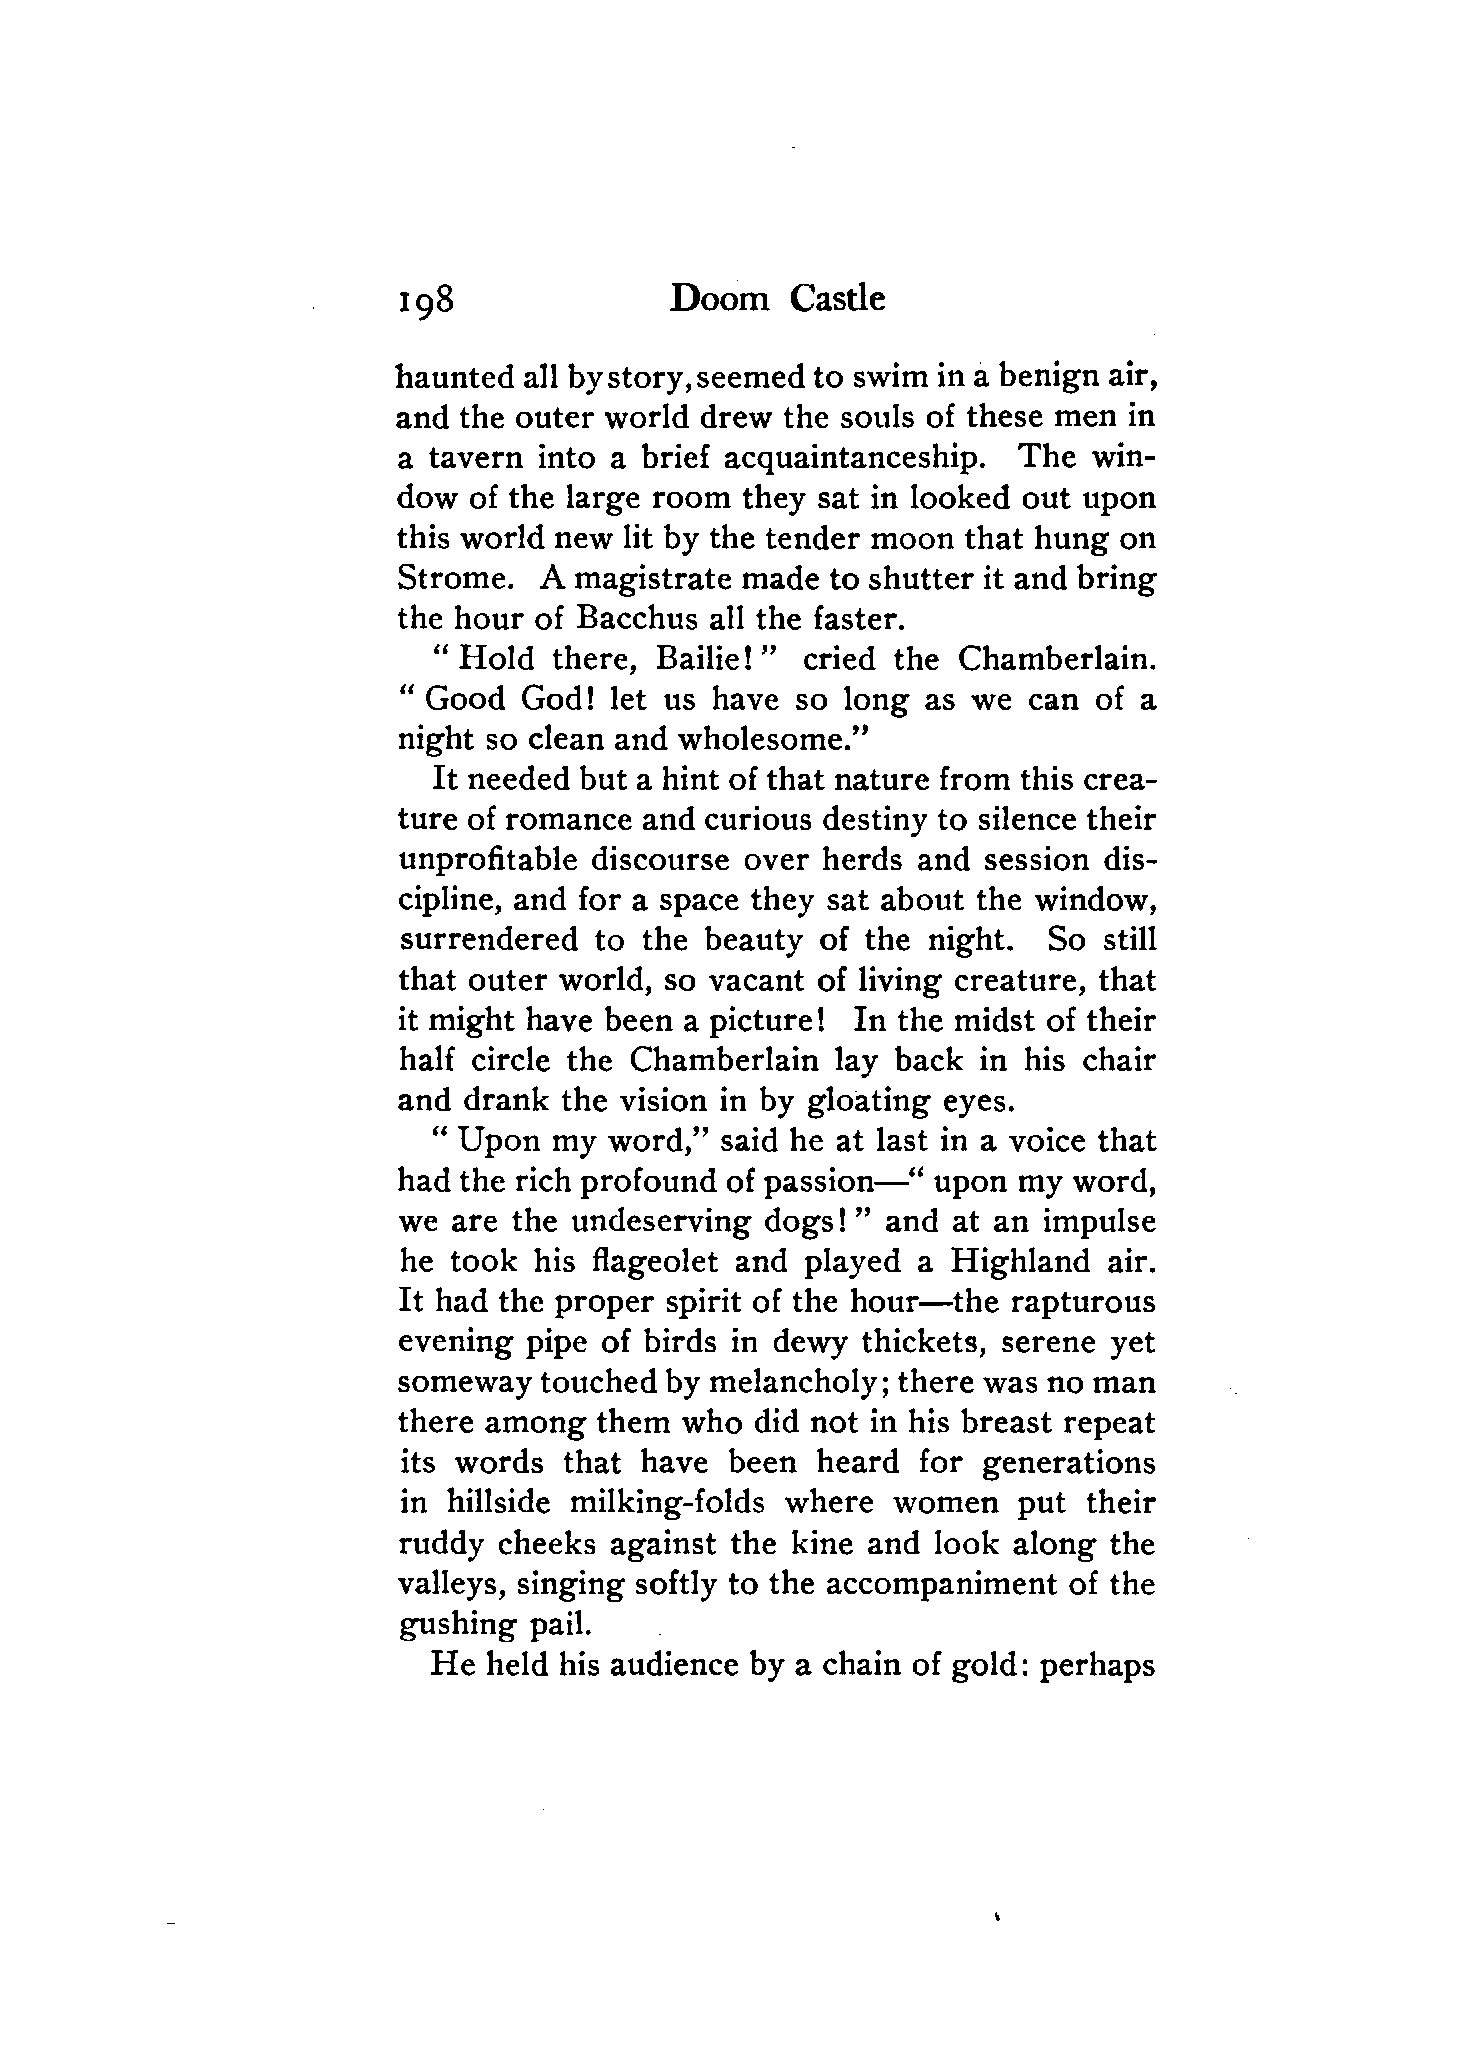 198 Doom Castle
haunted all by story, seemed to swim in a benign air,
and the outer world drew the souls of these men in
a tavern into a brief acquaintanceship. The win-
dow of the large room they sat in looked out upon
this world new lit by the tender moon that hung on
Strome. A magistrate made to shutter it and bring
the hour of Bacchus all the faster.
" Hold there, Bailie! " cried the Chamberlain.
" Good God! let us have so long as we can of a
night so clean and wholesome."
It needed but a hint of that nature from this crea-
ture of romance and curious destiny to silence their
unprofitable discourse over herds and session dis-
cipline, and for a space they sat about the window,
surrendered to the beauty of the night. So still
that outer world, so vacant of living creature, that
it might have been a picture! In the midst of their
half circle the Chamberlain lay back in his chair
and drank the vision in by gloating eyes.
" Upon my word," said he at last in a voice that
had the rich profound of passion—" upon my word,
we are the undeserving dogs! " and at an impulse
he took his flageolet and played a Highland air.
It had the proper spirit of the hour—the rapturous
evening pipe of birds in dewy thickets, serene yet
someway touched by melancholy; there was no man
there among them who did not in his breast repeat
its words that have been heard for generations
in hillside milking-folds where women put their
ruddy cheeks against the kine and look along the
valleys, singing softly to the accompaniment of the
gushing pail.
He held his audience by a chain of gold: perhaps